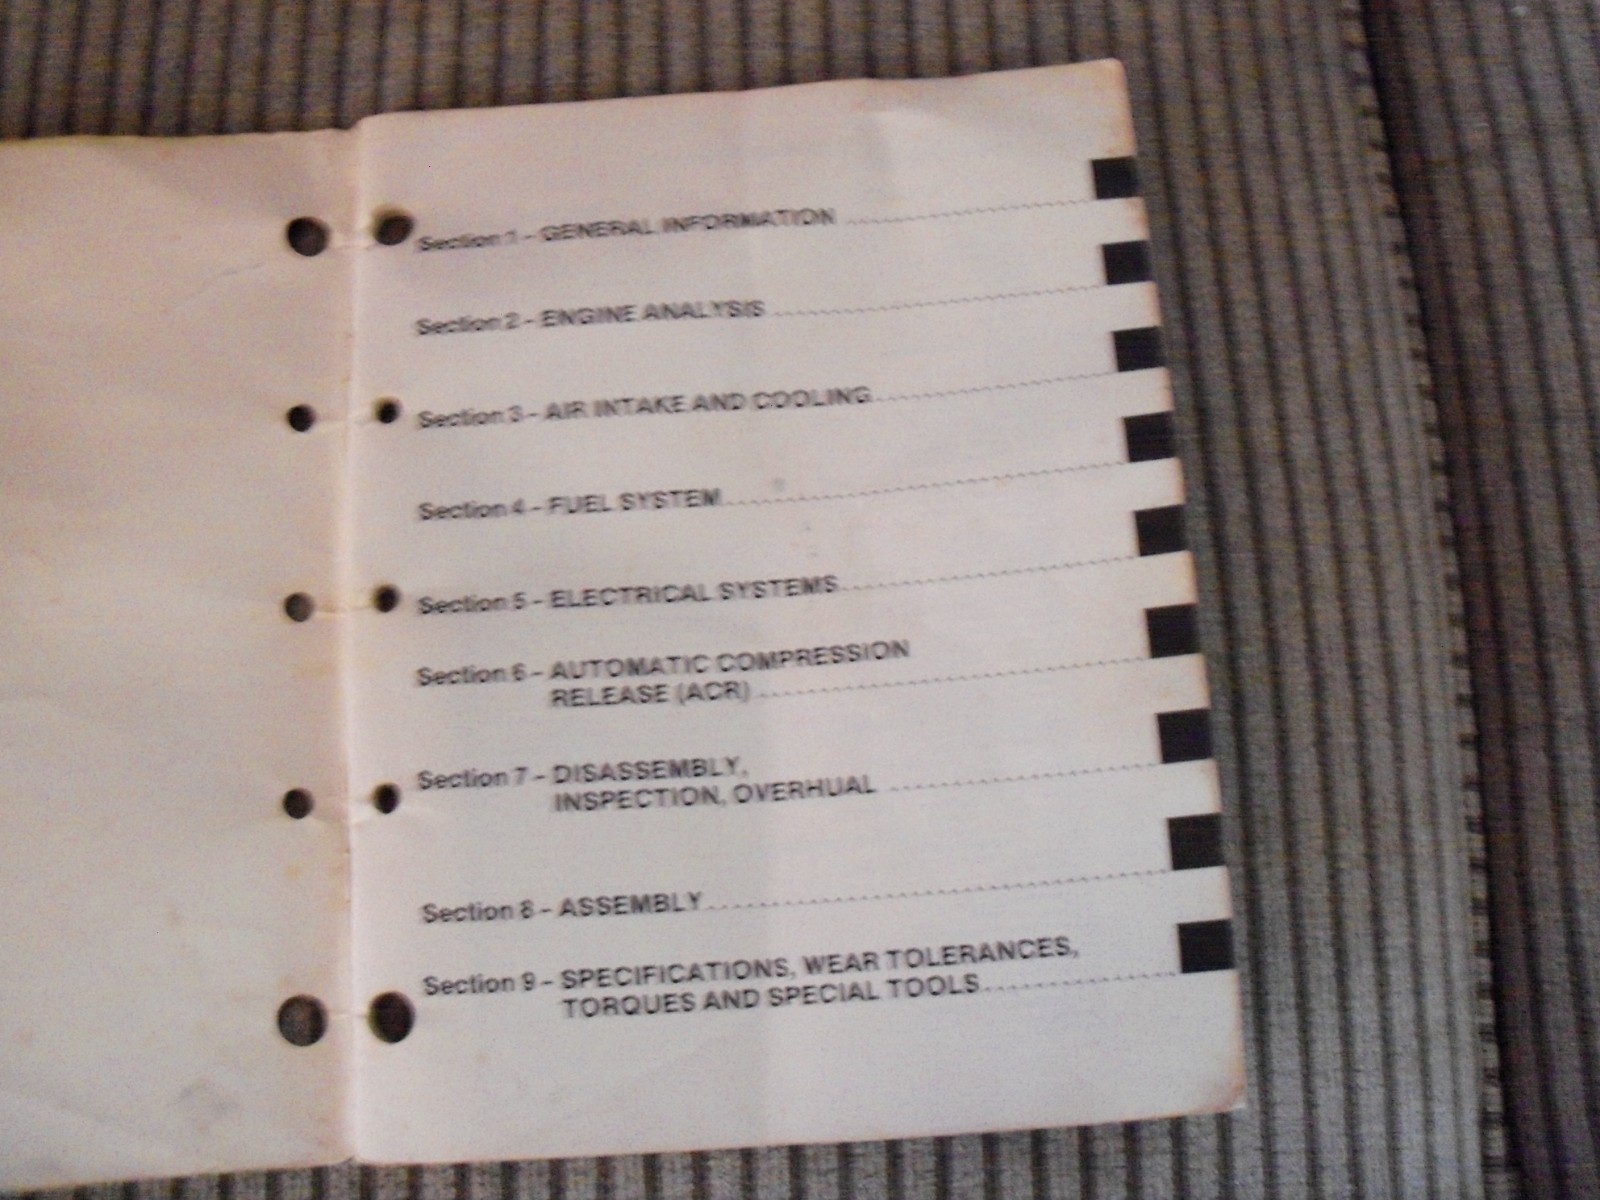 Section 1 - GENERAL INFORMATION
Section 2 - ENGINE ANALYSIS
Section 3 - AIR INTAKE AND COOLING
Section 4 - FUEL SYSTEM
Section 5 - ELECTRICAL SYSTEMS
Section 6 - AUTOMATIC COMPRESSION
RELEASE (ACR)
Section 7 - DISASSEMBLY,
INSPECTION, OVERHUAL
Section 8 - ASSEMBLY
Section 9 - SPECIFICATIONS, WEAR TOLERANCES,
TORQUES AND SPECIAL TOOLS